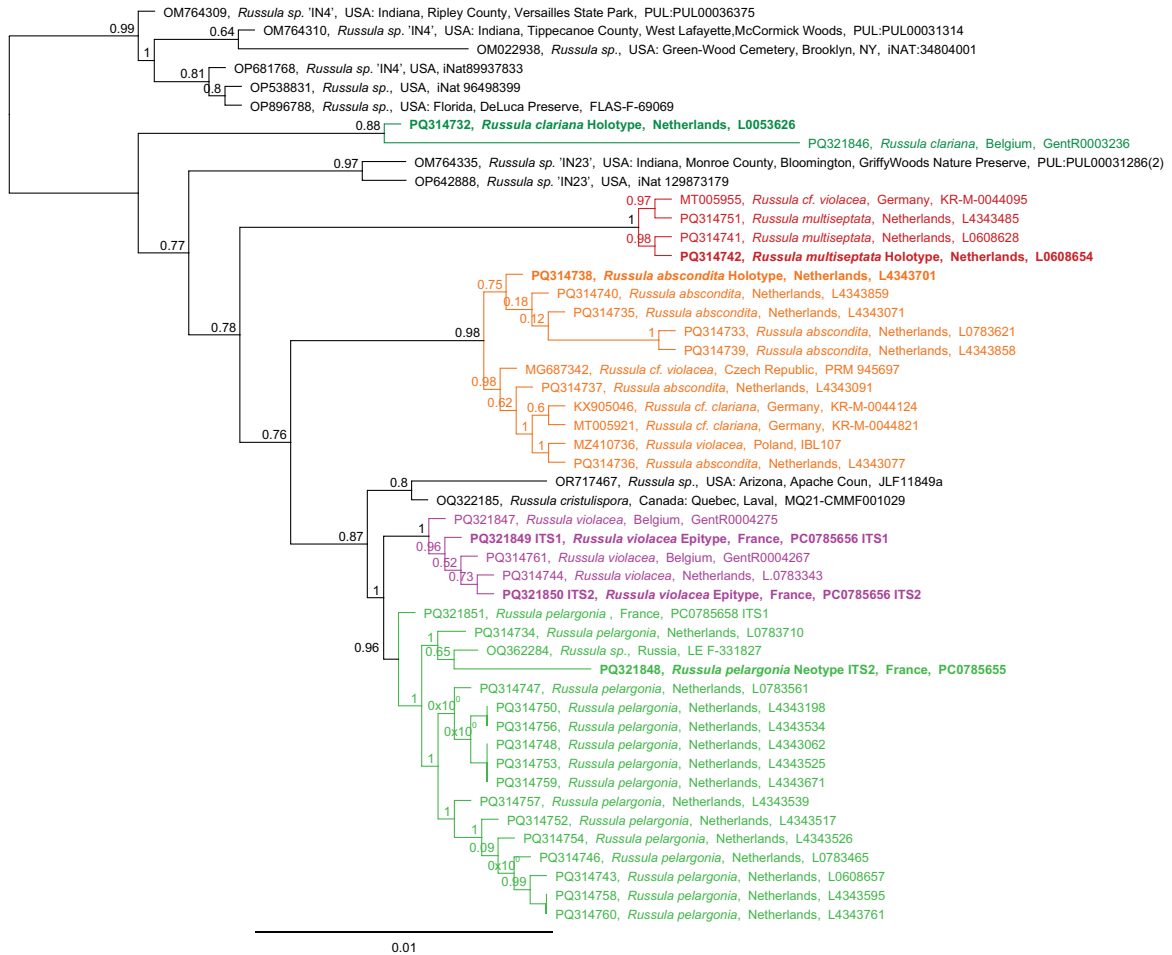 OM764309, Russula sp. 'IN4', USA: Indiana, Ripley County, Versailles State Park, PUL:PUL00036375
0.99
OM764310, Russula sp. 'IN4', USA: Indiana, Tippecanoe County, West Lafayette,McCormick Woods, PUL:PUL00031314
0.64
1
OM022938, Russula sp., USA: Green-Wood Cemetery, Brooklyn, NY, iNAT:34804001
OP681768, Russula sp. 'IN4', USA, iNat89937833
0.81
OP538831, Russula sp., USA, iNat 96498399
0.8
OP896788, Russula sp., USA: Florida, DeLuca Preserve, FLAS-F-69069
PQ314732, Russula clariana Holotype, Netherlands, L0053626
0.88
PQ321846, Russula clariana, Belgium, GentR0003236
OM764335, Russula sp. 'IN23', USA: Indiana, Monroe County, Bloomington, GriffyWoods Nature Preserve, PUL:PUL00031286(2)
0.97
OP642888, Russula sp. 'IN23', USA, iNat 129873179
MT005955, Russula cf. violacea, Germany, KR-M-0044095
0.97
PQ314751, Russula multiseptata, Netherlands, L4343485
1
PQ314741, Russula multiseptata, Netherlands, L0608628
0.98
0.77
PQ314742, Russula multiseptata Holotype, Netherlands, L0608654
PQ314738, Russula abscondita Holotype, Netherlands, L4343701
0.75
PQ314740, Russula abscondita, Netherlands, L4343859
0.18
PQ314735, Russula abscondita, Netherlands, L4343071
0.12
PQ314733, Russula abscondita, Netherlands, L0783621
1
0.78
0.98
PQ314739, Russula abscondita, Netherlands, L4343858
MG687342, Russula cf. violacea, Czech Republic, PRM 945697
0.98
PQ314737, Russula abscondita, Netherlands, L4343091
0.62
KX905046, Russula cf. clariana, Germany, KR-M-0044124
0.6
MT005921, Russula cf. clariana, Germany, KR-M-0044821
1
0.76
MZ410736, Russula violacea, Poland, IBL107
1
PQ314736, Russula abscondita, Netherlands, L4343077
OR717467, Russula sp., USA: Arizona, Apache Coun, JLF11849a
0.8
OQ322185, Russula cristulispora, Canada: Quebec, Laval, MQ21-CMMF001029
PQ321847, Russula violacea, Belgium, GentR0004275
1
0.87
PQ321849 ITS1, Russula violacea Epitype, France, PC0785656 ITS1
0.96
PQ321761, Russula violacea, Belgium, GentR0004267
0.52
PQ314744, Russula violacea, Netherlands, L.0783343
0.73
1
PQ321850 ITS2, Russula violacea Epitype, France, PC0785656 ITS2
PQ321851, Russula pelargonia , France, PC0785658 ITS1
PQ314734, Russula pelargonia, Netherlands, L0783710
1
0.96
OQ362284, Russula sp., Russia, LE F-331827
0.65
PQ321848, Russula pelargonia Neotype ITS2, France, PC0785655
PQ314747, Russula pelargonia, Netherlands, L0783561
1
0x10⁰
PQ314750, Russula pelargonia, Netherlands, L4343198
PQ314756, Russula pelargonia, Netherlands, L4343534
0x10⁰
PQ314748, Russula pelargonia, Netherlands, L4343062
1
PQ314753, Russula pelargonia, Netherlands, L4343525
PQ314759, Russula pelargonia, Netherlands, L4343671
PQ314757, Russula pelargonia, Netherlands, L4343539
1
PQ314752, Russula pelargonia, Netherlands, L4343517
1
PQ314754, Russula pelargonia, Netherlands, L4343526
0.09
PQ314746, Russula pelargonia, Netherlands, L0783465
0x10⁰
PQ314743, Russula pelargonia, Netherlands, L0608657
0.99
PQ314758, Russula pelargonia, Netherlands, L4343595
PQ314760, Russula pelargonia, Netherlands, L4343761
0.01